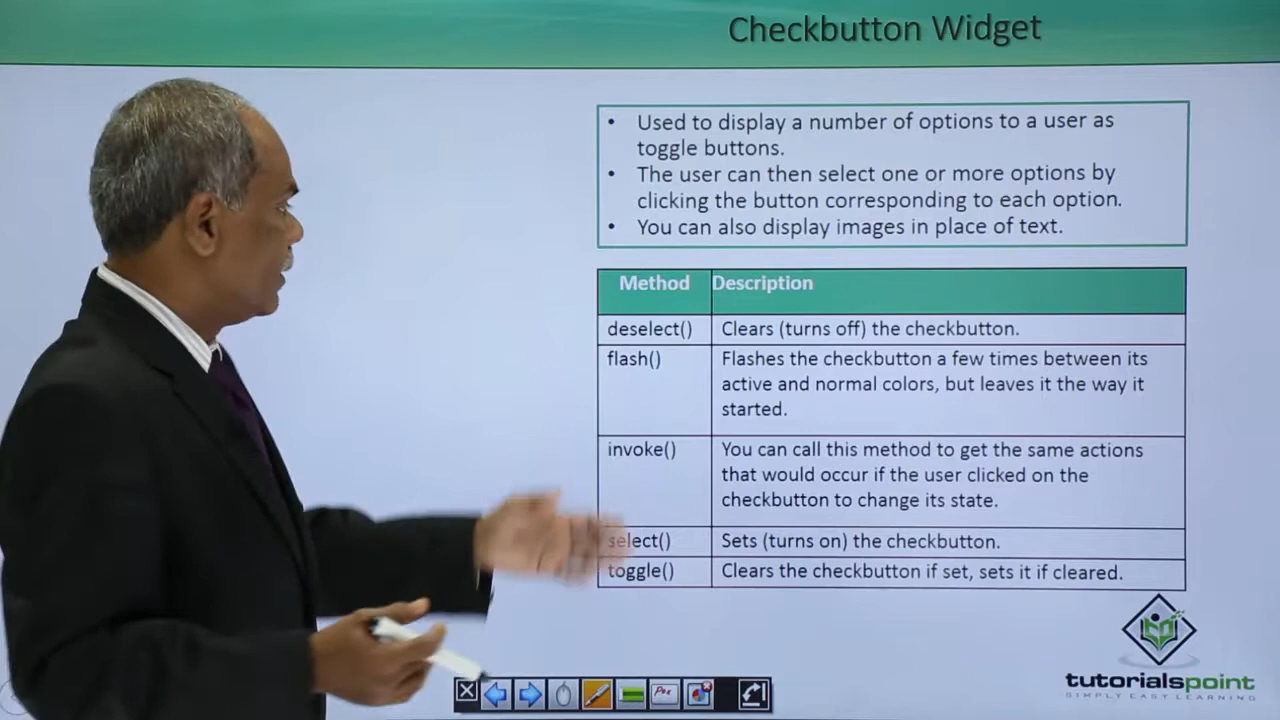 Checkbutton Widget
• Used to display a number of options to a user as
toggle buttons.
• The user can then select one or more options by
clicking the button corresponding to each option.
• You can also display images in place of text.
Method Description
deselect() Clears (turns off) the checkbutton.
flash() Flashes the checkbutton a few times between its
active and normal colors, but leaves it the way it
started.
invoke() You can call this method to get the same actions
that would occur if the user clicked on the
checkbutton to change its state.
select() Sets (turns on) the checkbutton.
toggle() Clears the checkbutton if set, sets it if cleared.
tutorialspoint
SIMPLY EASY LEARNING